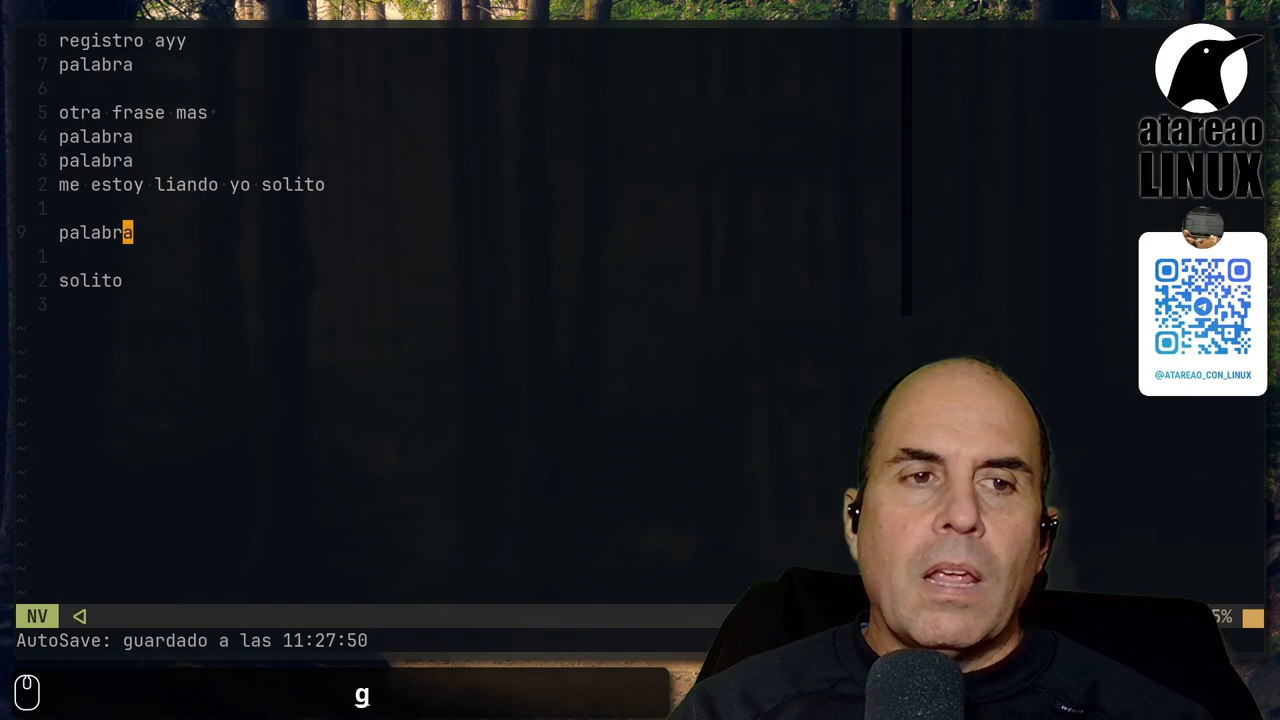 8 registro ayy
7 palabra
6
5 otra frase mas
4 palabra
3 palabra
2 me estoy liando yo solito
1
9 palabra
1
2 solito
3
~
~
~
~
~
~
~
~
~
~
~
~
NV
5%
AutoSave: guardado a las 11:27:50
g
atareao
LINUX
@ATAREAO_CON_LINUX